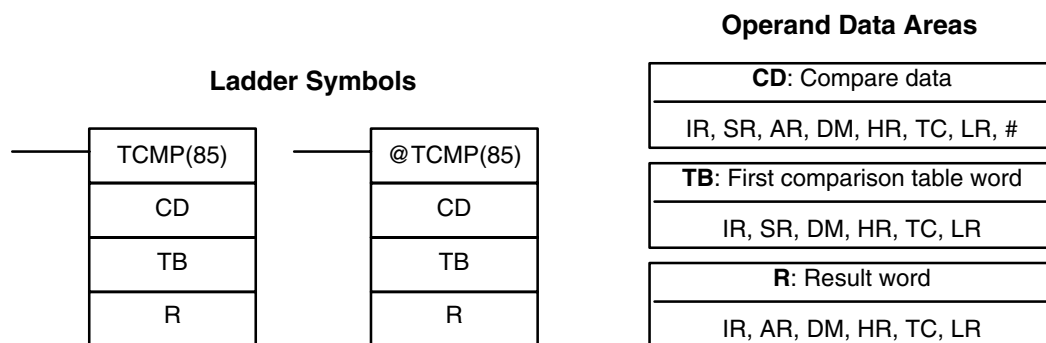 Ladder Symbols
TCMP(85)
CD
TB
R
@TCMP(85)
CD
TB
R
Operand Data Areas
CD: Compare data
IR, SR, AR, DM, HR, TC, LR, #
TB: First comparison table word
IR, SR, DM, HR, TC, LR
R: Result word
IR, AR, DM, HR, TC, LR